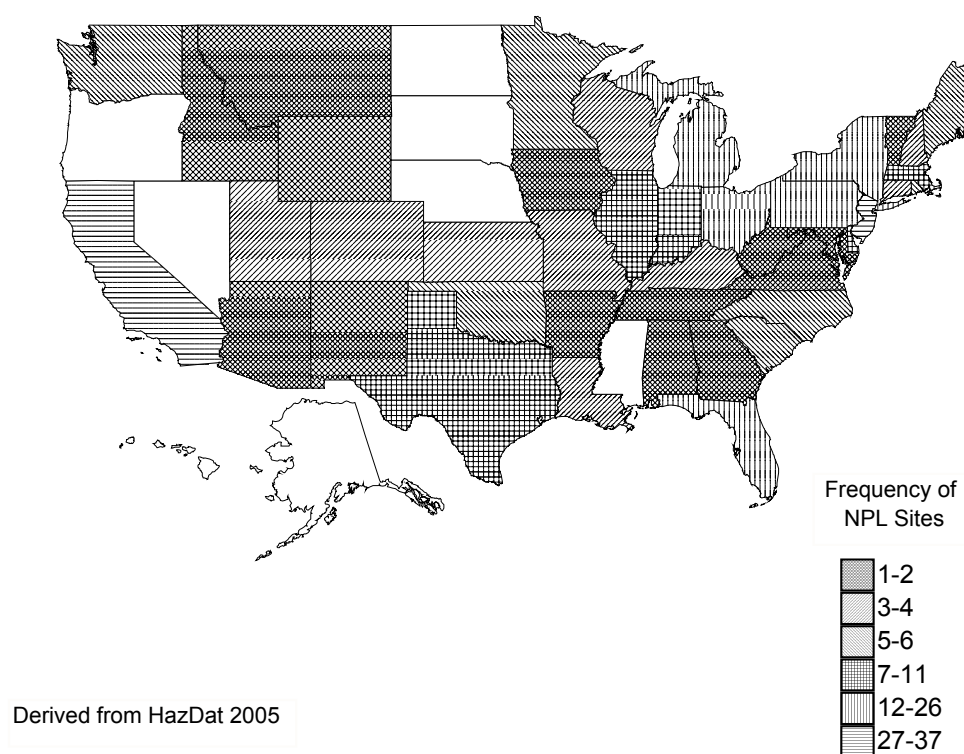 Frequency of
NPL Sites
1-2
3-4
5-6
7-11
12-26
27-37
Derived from HazDat 2005